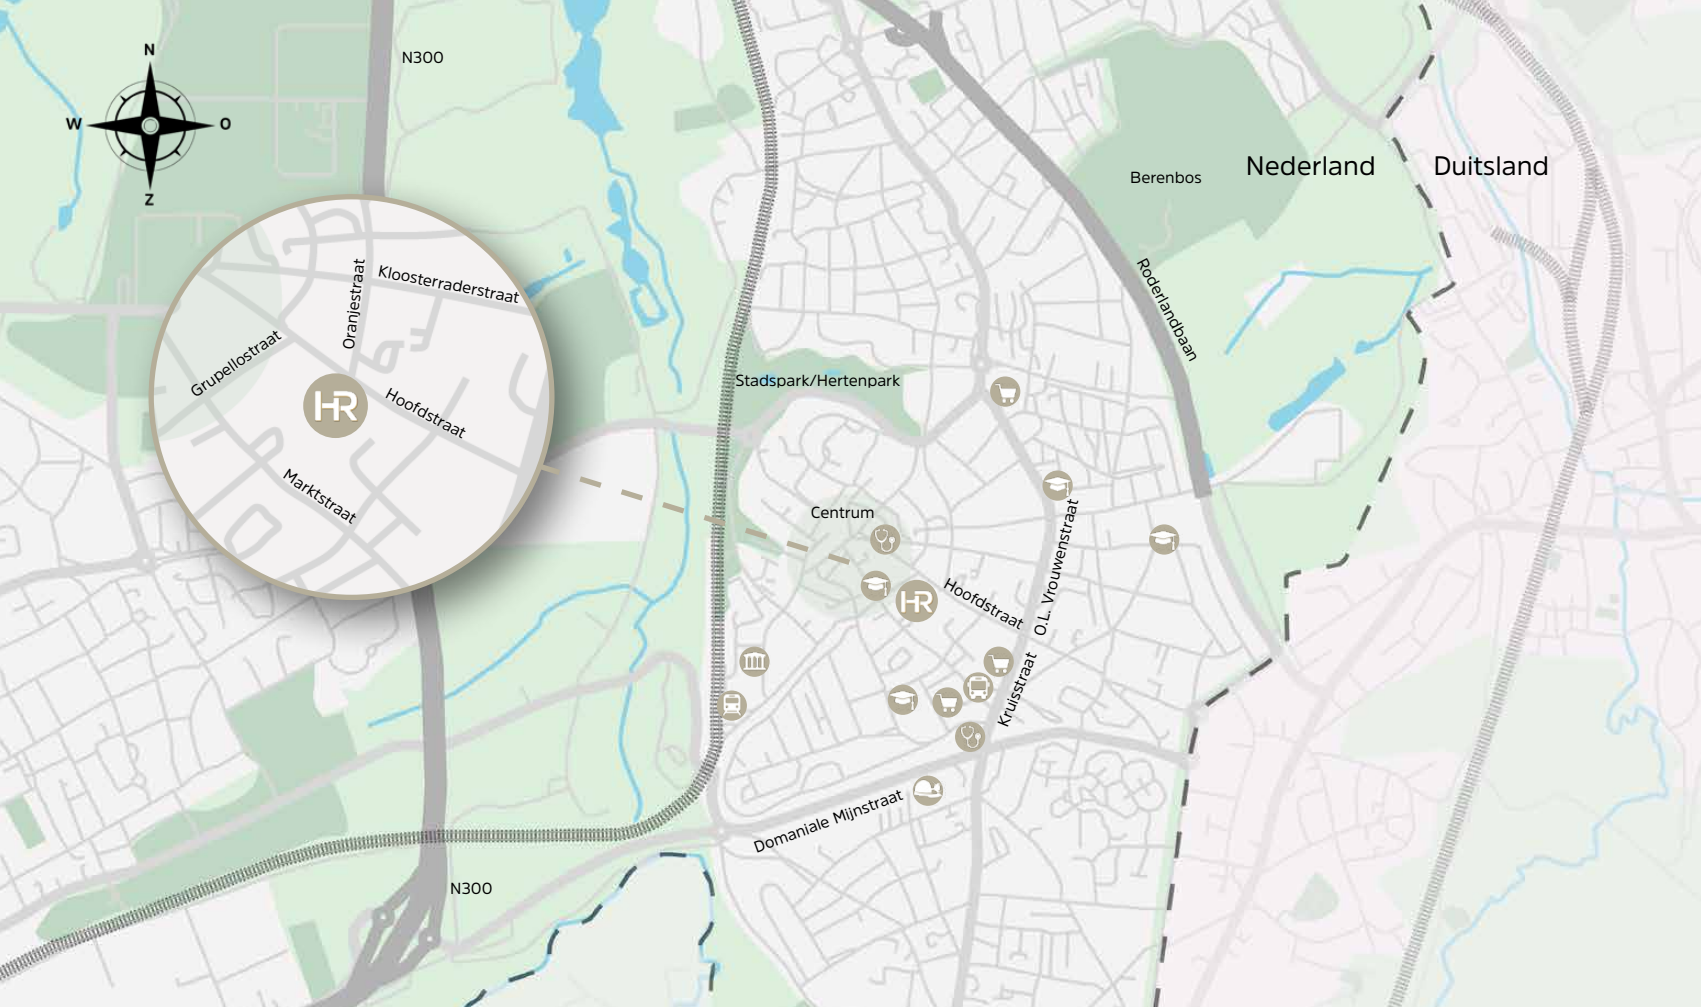 N
W
O
Z
N300
Berenbos
Nederland
Duitsland
Roderlandbaan
Kloosterraderstraat
Oranjestraat
Grupellostraat
HR
Hoofdstraat
Marktstraat
Stadspark/Hertenpark
Centrum
O.L. Vrouwenstraat
Hoofdstraat
HR
Kruisstraat
Domaniale Mijnstraat
N300